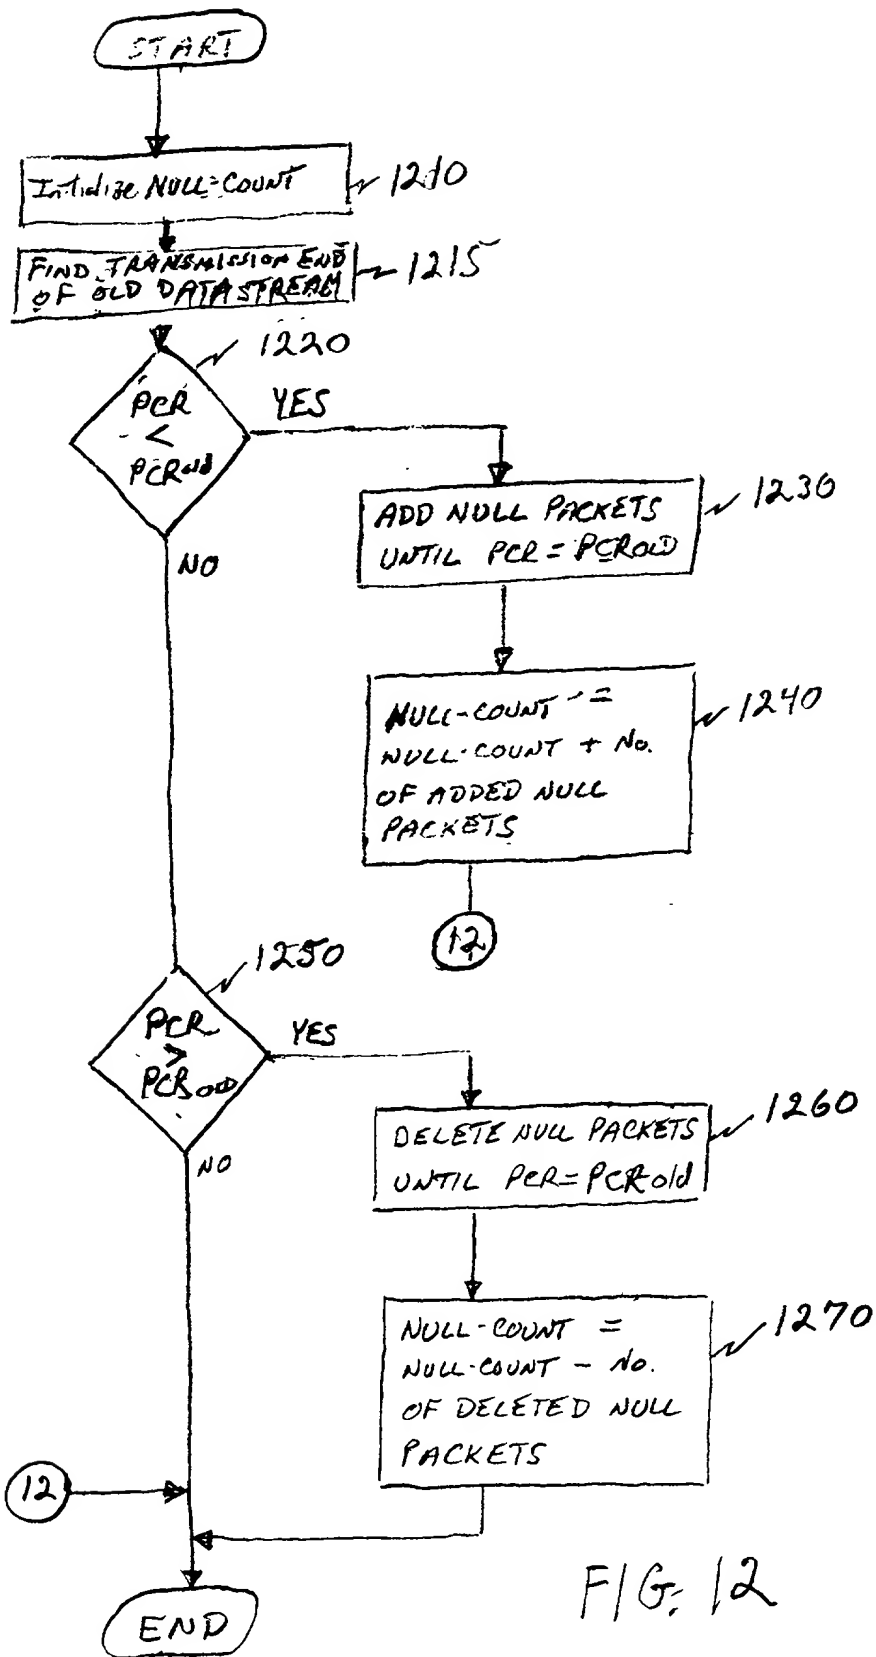 START
Initialize NULL-COUNT
1210
FIND TRANSMISSION END
OF OLD DATA STREAM
1215
1220
PCR
<
PCRold
YES
NO
ADD NULL PACKETS
UNTIL PCR = PCROLD
1230
NULL-COUNT =
NULL-COUNT + No.
OF ADDED NULL
PACKETS
1240
12
1250
PCR
>
PCROLD
YES
NO
DELETE NULL PACKETS
UNTIL PCR = PCRold
1260
NULL-COUNT =
NULL-COUNT - No.
OF DELETED NULL
PACKETS
1270
12
END
FIG. 12